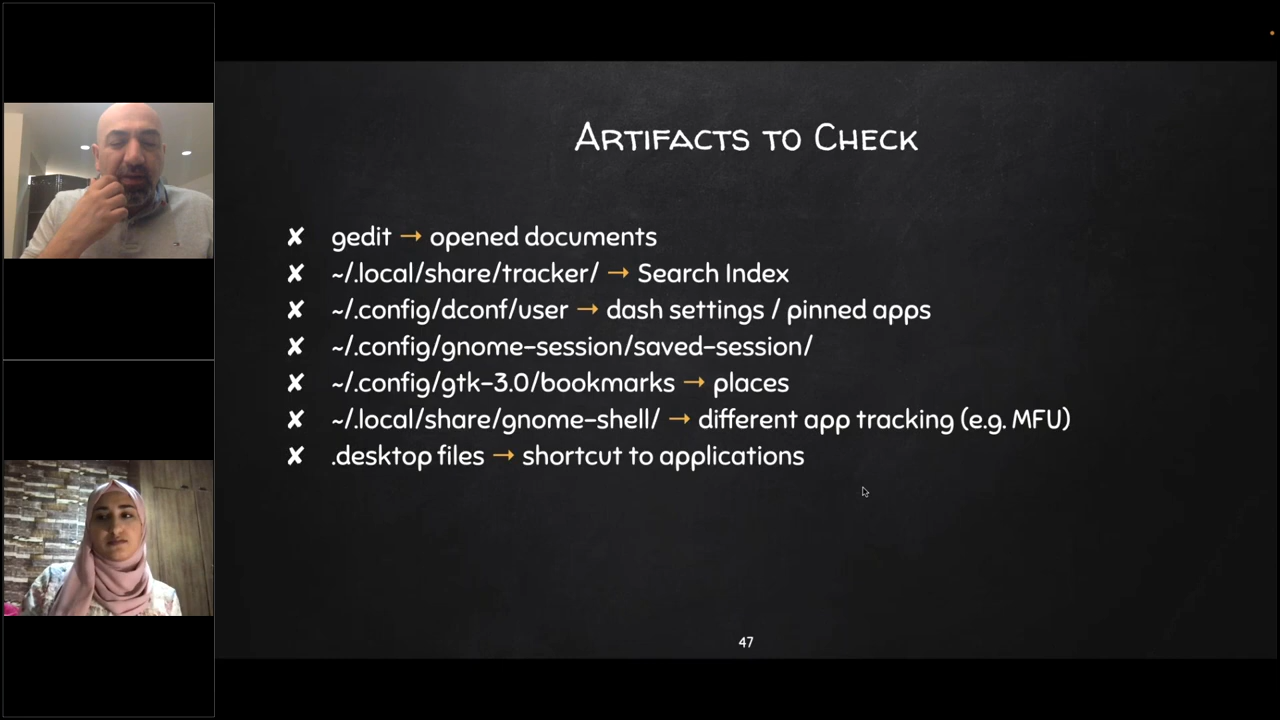 Artifacts to Check
✘ gedit → opened documents
✘ ~/.local/share/tracker/ → Search Index
✘ ~/.config/dconf/user → dash settings / pinned apps
✘ ~/.config/gnome-session/saved-session/
✘ ~/.config/gtk-3.0/bookmarks → places
✘ ~/.local/share/gnome-shell/ → different app tracking (e.g. MFU)
✘ .desktop files → shortcut to applications
47